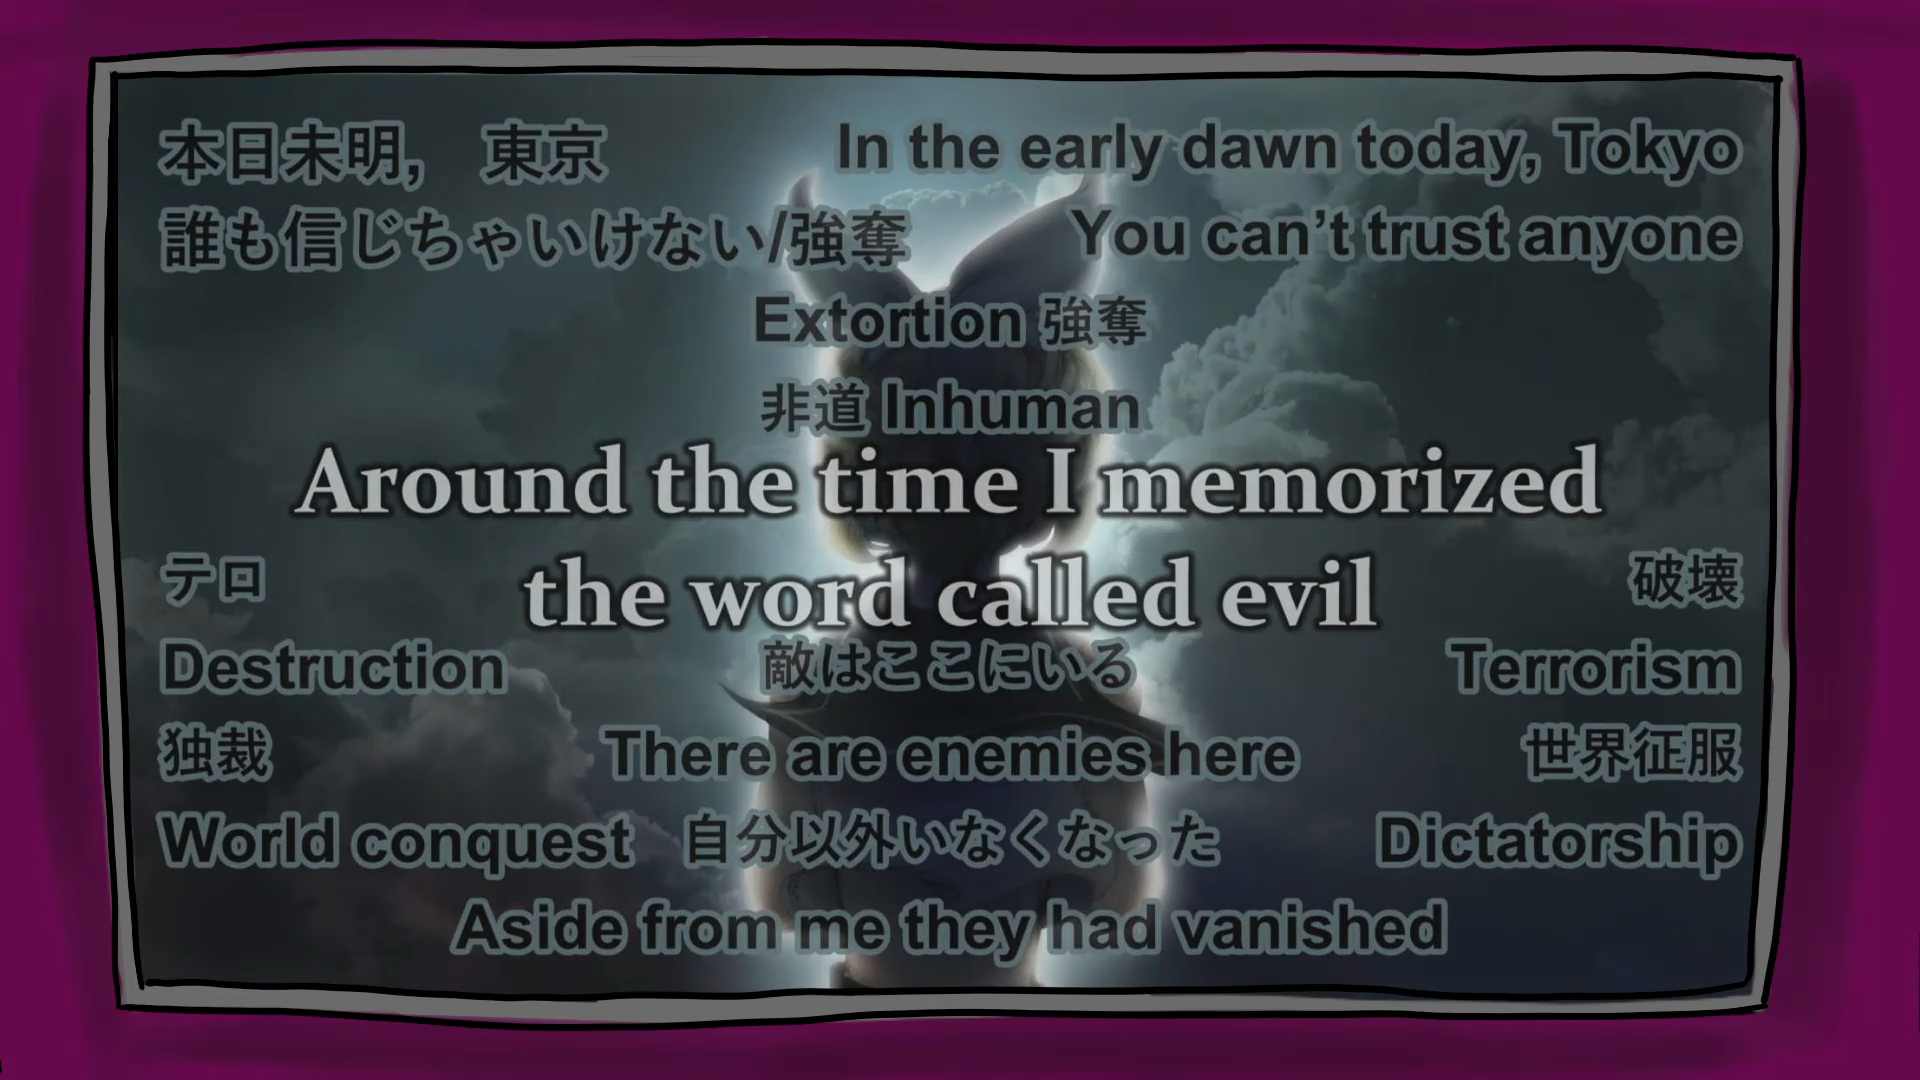 本日未明, 東京 In the early dawn today, Tokyo
誰も信じちゃいけない/強奪 You can't trust anyone
Extortion 強奪
非道 Inhuman
Around the time I memorized
the word called evil
テロ 破壊
Destruction 敵はここにいる Terrorism
独裁 There are enemies here 世界征服
World conquest 自分以外いなくなった Dictatorship
Aside from me they had vanished